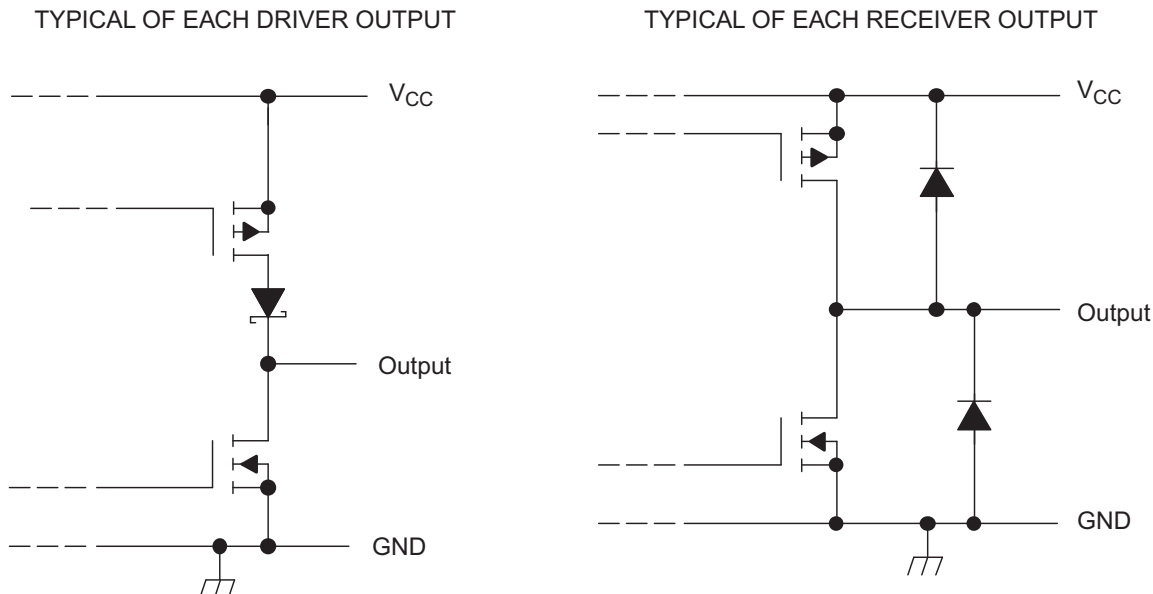 TYPICAL OF EACH DRIVER OUTPUT
VCC
Output
GND
TYPICAL OF EACH RECEIVER OUTPUT
VCC
Output
GND